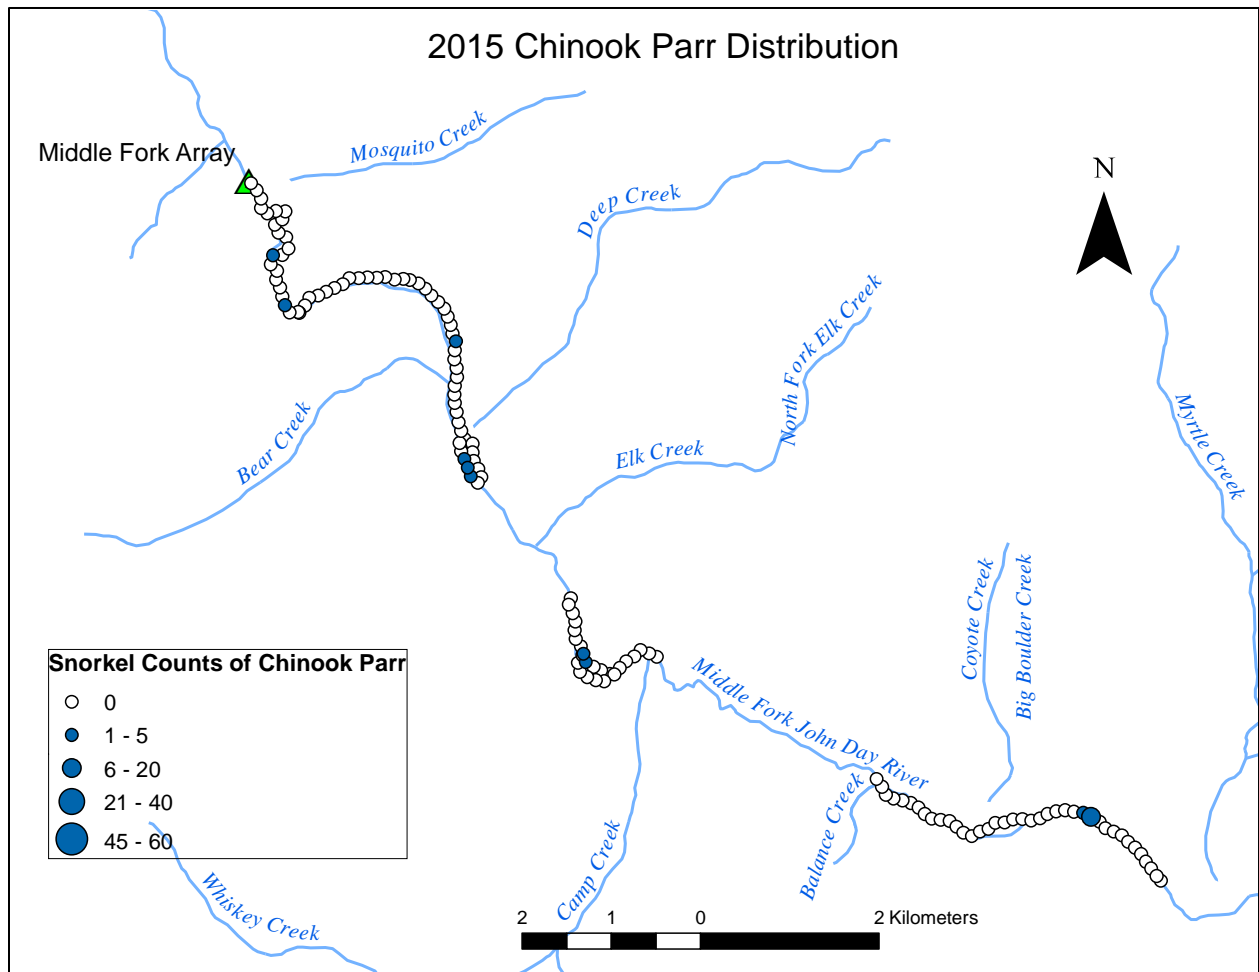 2015 Chinook Parr Distribution
Mosquito Creek
Middle Fork Array
N
Deep Creek
North Fork Elk Creek
Bear Creek
Elk Creek
Myrtle Creek
Coyote Creek
Big Boulder Creek
Middle Fork John Day River
Snorkel Counts of Chinook Parr
0
1 - 5
6 - 20
21 - 40
45 - 60
Balance Creek
Camp Creek
Whiskey Creek
2 1 0 2 Kilometers